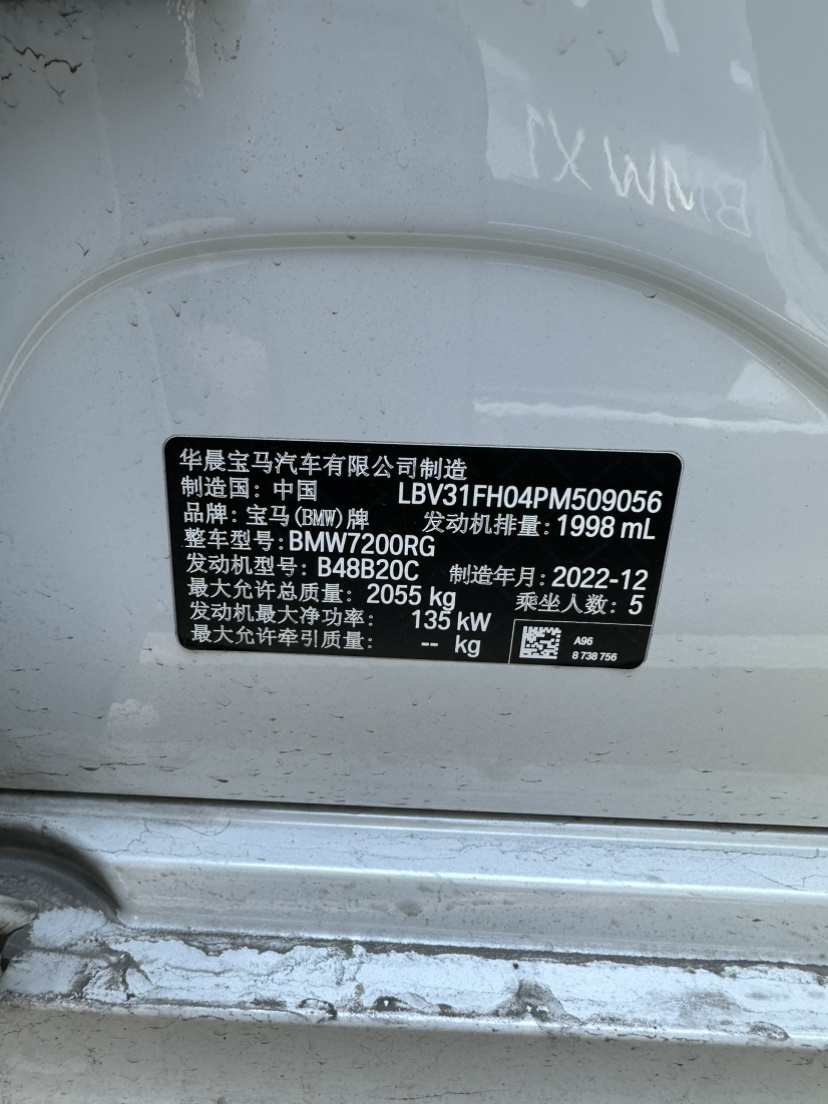 BMW X1
华晨宝马汽车有限公司制造
制造国：中国 LBV31FH04PM509056
品牌：宝马(BMW)牌 发动机排量：1998 mL
整车型号：BMW7200RG
发动机型号：B48B20C 制造年月：2022-12
最大允许总质量：2055 kg 乘坐人数：5
发动机最大净功率：135 kW
最大允许牵引质量：-- kg
A96
8 738 756